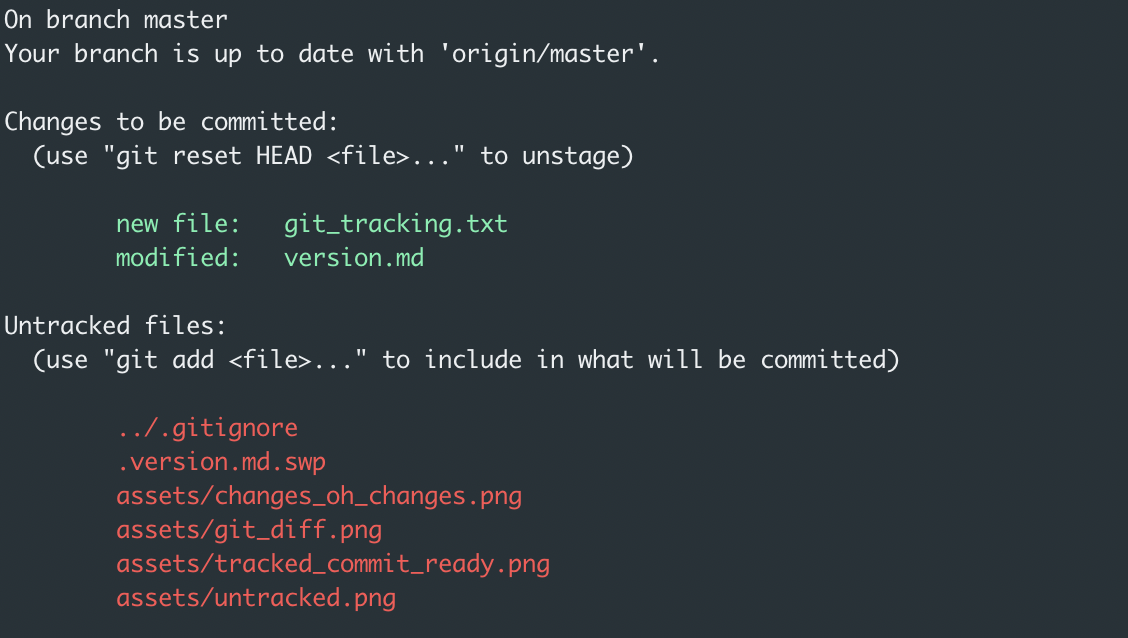 On branch master
Your branch is up to date with 'origin/master'.
Changes to be committed:
(use "git reset HEAD <file>..." to unstage)
new file: git_tracking.txt
modified: version.md
Untracked files:
(use "git add <file>..." to include in what will be committed)
../.gitignore
.version.md.swp
assets/changes_oh_changes.png
assets/git_diff.png
assets/tracked_commit_ready.png
assets/untracked.png